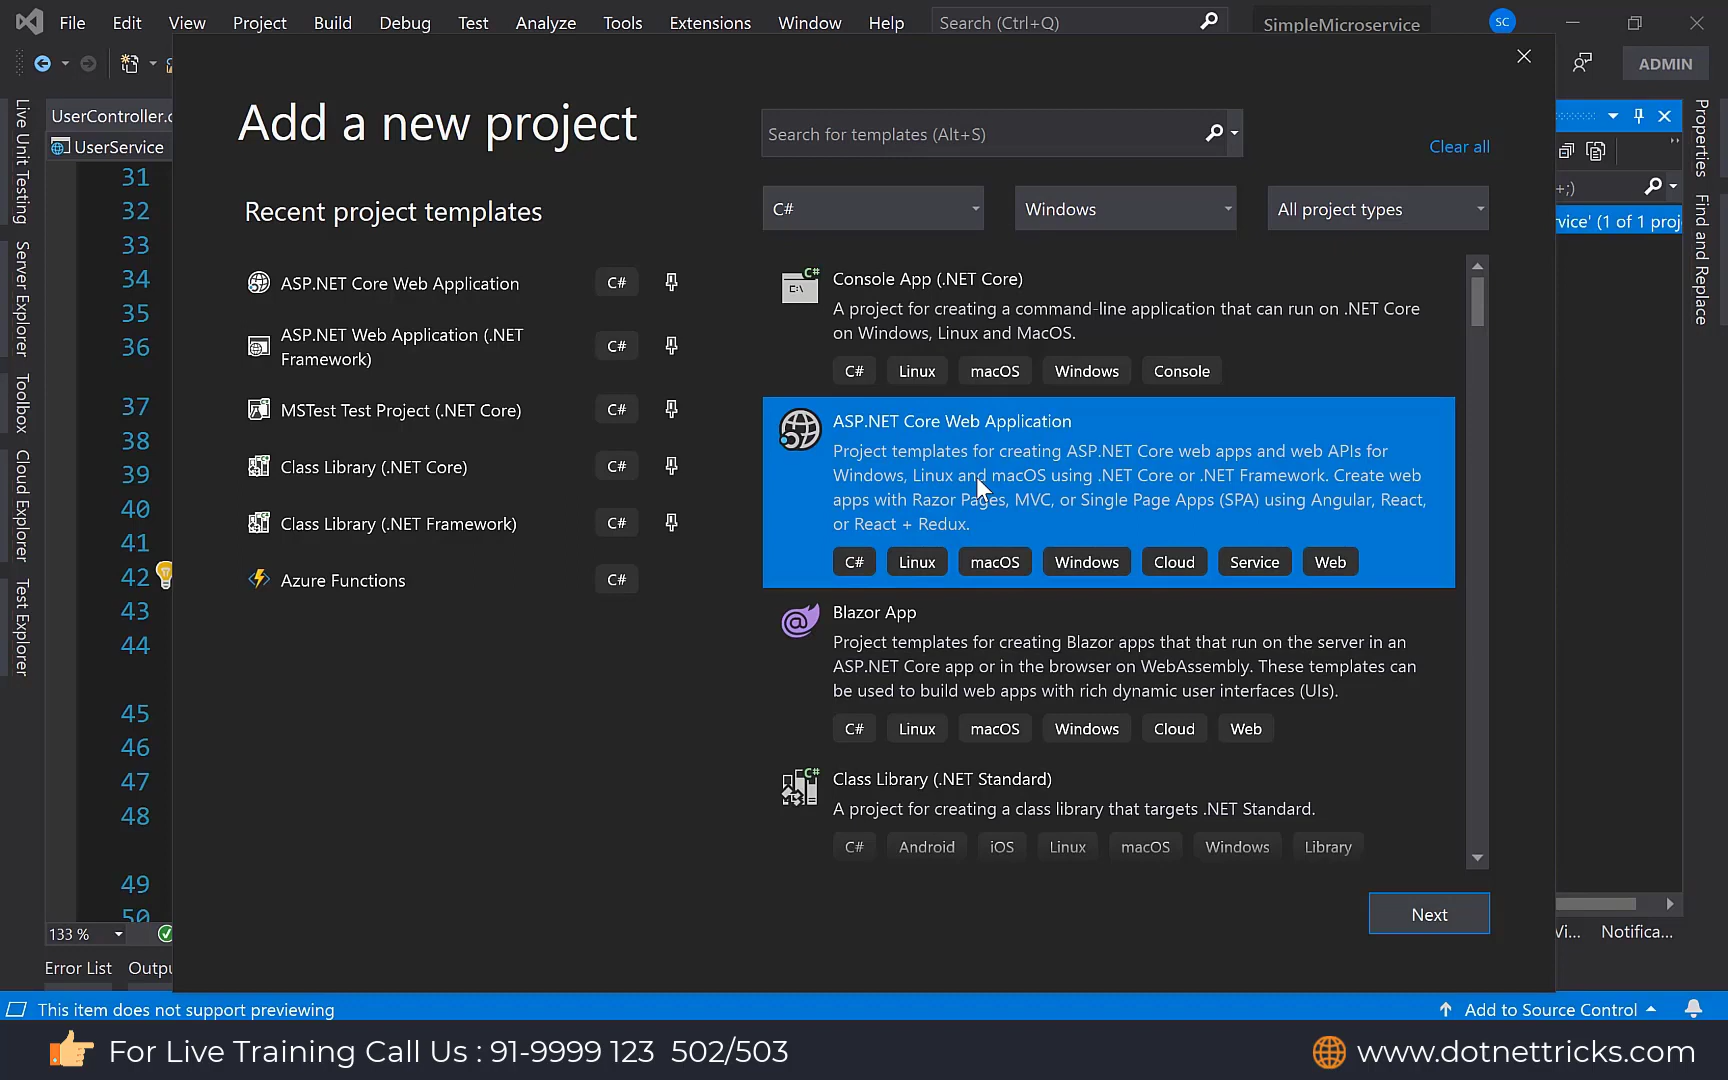 File Edit View Project Build Debug Test Analyze Tools Extensions Window Help Search (Ctrl+Q) SimpleMicroservice SC
ADMIN
Live Unit Testing
Server Explorer
Toolbox
Cloud Explorer
Test Explorer
UserService
31
32
33
34
35
36
37
38
39
40
41
42
43
44
45
46
47
48
49
50
133 %
Error List
Add a new project
Recent project templates
ASP.NET Core Web Application C#
ASP.NET Web Application (.NET
Framework) C#
MSTest Test Project (.NET Core) C#
Class Library (.NET Core) C#
Class Library (.NET Framework) C#
Azure Functions C#
Search for templates (Alt+S)
Clear all
C# Windows All project types
C#
Console App (.NET Core)
C:\
A project for creating a command-line application that can run on .NET Core
on Windows, Linux and MacOS.
C# Linux macOS Windows Console
ASP.NET Core Web Application
Project templates for creating ASP.NET Core web apps and web APIs for
Windows, Linux and macOS using .NET Core or .NET Framework. Create web
apps with Razor Pages, MVC, or Single Page Apps (SPA) using Angular, React,
or React + Redux.
C# Linux macOS Windows Cloud Service Web
Blazor App
Project templates for creating Blazor apps that that run on the server in an
ASP.NET Core app or in the browser on WebAssembly. These templates can
be used to build web apps with rich dynamic user interfaces (UIs).
C# Linux macOS Windows Cloud Web
C#
Class Library (.NET Standard)
A project for creating a class library that targets .NET Standard.
C# Android iOS Linux macOS Windows Library
Next
(1 of 1
Properties
Find and Replace
Notifica...
This item does not support previewing
Add to Source Control
For Live Training Call Us : 91-9999 123 502/503
www.dotnettricks.com